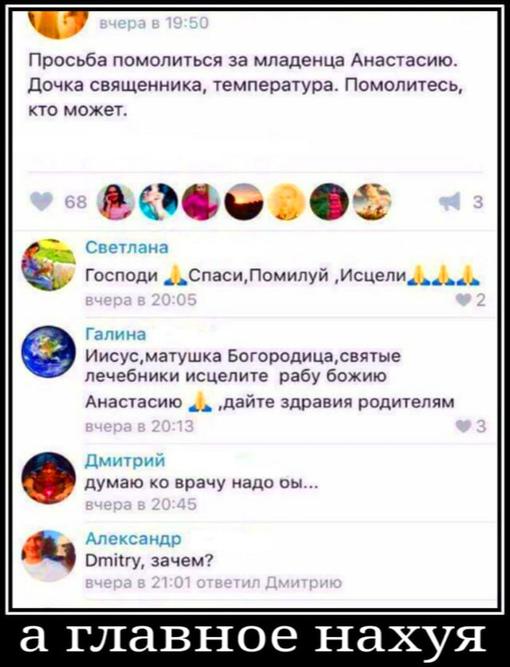 вчера в 19:50
Просьба помолиться за младенца Анастасию.
Дочка священника, температура. Помолитесь,
кто может.
68
3
Светлана
Господи 🙏Спаси,Помилуй ,Исцели🙏🙏🙏
вчера в 20:05
2
Галина
Иисус,матушка Богородица,святые
лечебники исцелите рабу божию
Анастасию 🙏 ,дайте здравия родителям
вчера в 20:13
3
Дмитрий
думаю ко врачу надо бы...
вчера в 20:45
Александр
Dmitry, зачем?
вчера в 21:01 ответил Дмитрию
а главное нахуя